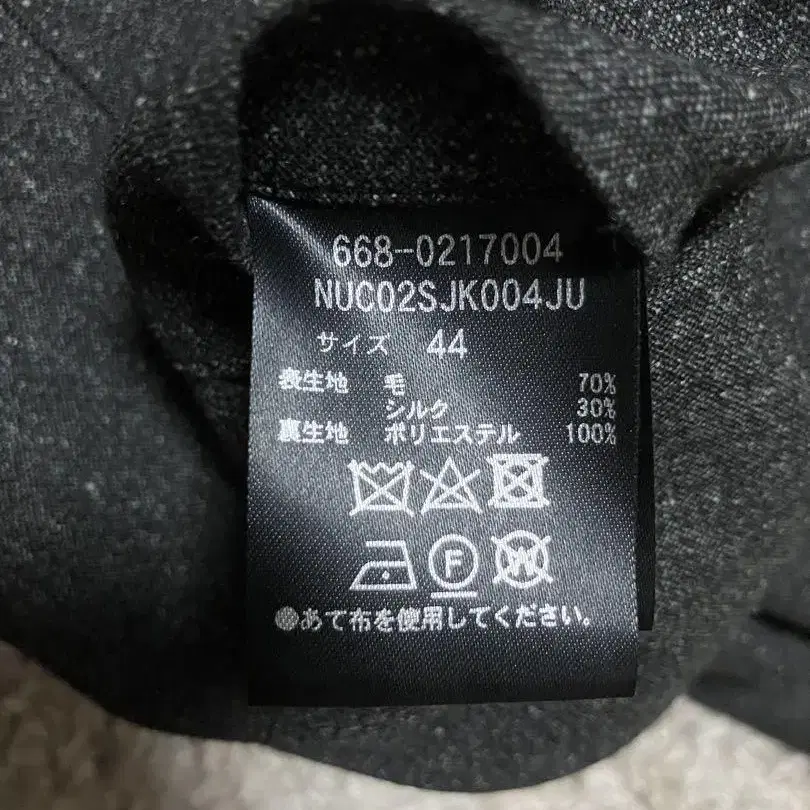 668-0217004
NUC02SJK004JU
サイズ 44
表生地 毛 70%
シルク 30%
裏生地 ポリエステル 100%
F W
●あて布を使用してください。